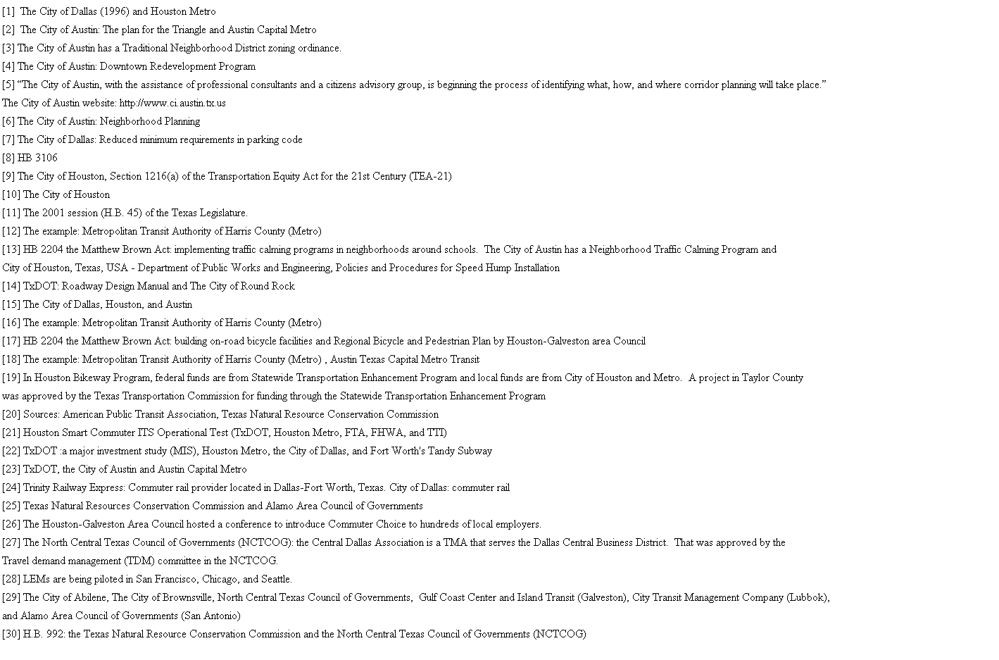 [1]  The City of Dallas (1996) and Houston Metro
[2]  The City of Austin: The plan for the Triangle and Austin Capital Metro
[3] The City of Austin has a Traditional Neighborhood District zoning ordinance.
[4] The City of Austin: Downtown Redevelopment Program
[5] “The City of Austin, with the assistance of professional consultants and a citizens advisory group, is beginning the process of identifying what, how, and where corridor planning will take place.”
The City of Austin website: http://www.ci.austin.tx.us
[6] The City of Austin: Neighborhood Planning
[7] The City of Dallas: Reduced minimum requirements in parking code
[8] HB 3106
[9] The City of Houston, Section 1216(a) of the Transportation Equity Act for the 21st Century (TEA-21)
[10] The City of Houston
[11] The 2001 session (H.B. 45) of the Texas Legislature.
[12] The example: Metropolitan Transit Authority of Harris County (Metro)
[13] HB 2204 the Matthew Brown Act: implementing traffic calming programs in neighborhoods around schools.  The City of Austin has a Neighborhood Traffic Calming Program and
City of Houston, Texas, USA - Department of Public Works and Engineering, Policies and Procedures for Speed Hump Installation
[14] TxDOT: Roadway Design Manual and The City of Round Rock
[15] The City of Dallas, Houston, and Austin
[16] The example: Metropolitan Transit Authority of Harris County (Metro)
[17] HB 2204 the Matthew Brown Act: building on-road bicycle facilities and Regional Bicycle and Pedestrian Plan by Houston-Galveston area Council
[18] The example: Metropolitan Transit Authority of Harris County (Metro) , Austin Texas Capital Metro Transit
[19] In Houston Bikeway Program, federal funds are from Statewide Transportation Enhancement Program and local funds are from City of Houston and Metro.  A project in Taylor County
was approved by the Texas Transportation Commission for funding through the Statewide Transportation Enhancement Program
[20] Sources: American Public Transit Association, Texas Natural Resource Conservation Commission
[21] Houston Smart Commuter ITS Operational Test (TxDOT, Houston Metro, FTA, FHWA, and TTI)
[22] TxDOT :a major investment study (MIS), Houston Metro, the City of Dallas, and Fort Worth's Tandy Subway
[23] TxDOT, the City of Austin and Austin Capital Metro
[24] Trinity Railway Express: Commuter rail provider located in Dallas-Fort Worth, Texas. City of Dallas: commuter rail
[25] Texas Natural Resources Conservation Commission and Alamo Area Council of Governments
[26] The Houston-Galveston Area Council hosted a conference to introduce Commuter Choice to hundreds of local employers.
[27] The North Central Texas Council of Governments (NCTCOG): the Central Dallas Association is a TMA that serves the Dallas Central Business District.  That was approved by the
Travel demand management (TDM) committee in the NCTCOG.
[28] LEMs are being piloted in San Francisco, Chicago, and Seattle.
[29] The City of Abilene, The City of Brownsville, North Central Texas Council of Governments,  Gulf Coast Center and Island Transit (Galveston), City Transit Management Company (Lubbok),
and Alamo Area Council of Governments (San Antonio)
[30] H.B. 992: the Texas Natural Resource Conservation Commission and the North Central Texas Council of Governments (NCTCOG)